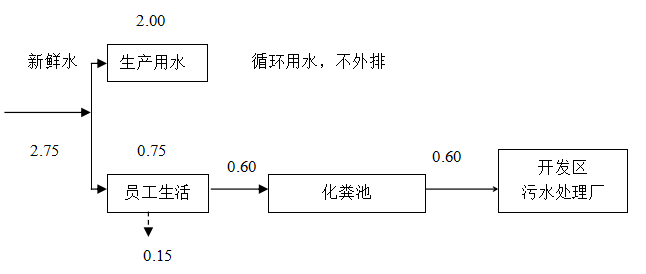 2.00
新鲜水
生产用水
循环用水，不外排
2.75
0.75
0.60
0.60
员工生活
化粪池
开发区
污水处理厂
0.15